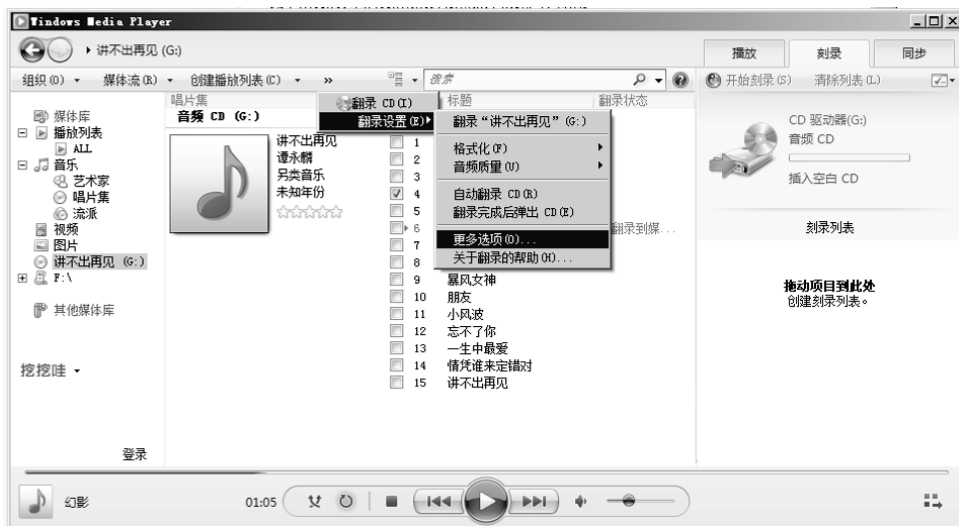 Windows Media Player
讲不出再见 (G:)
播放 刻录 同步
组织(O) 媒体流(R) 创建播放列表(C) » 搜索 开始刻录(S) 清除列表(L)
唱片集 标题 翻录状态
音频 CD (G:)
翻录 CD(I)
翻录设置(E)
翻录“讲不出再见”(G:)
格式化(F)
音频质量(U)
自动翻录 CD(R)
翻录完成后弹出 CD(E)
更多选项(O)...
关于翻录的帮助(H)...
媒体库
播放列表
ALL
音乐
艺术家
唱片集
流派
视频
图片
讲不出再见 (G:)
F:\
其他媒体库
挖挖哇
登录
讲不出再见
谭永麟
另类音乐
未知年份
1
2
3
4
5
6 翻录到媒...
7
8
9 暴风女神
10 朋友
11 小风波
12 忘不了你
13 一生中最爱
14 情凭谁来定错对
15 讲不出再见
CD 驱动器(G:)
音频 CD
插入空白 CD
刻录列表
拖动项目到此处
创建刻录列表。
幻影 01:05